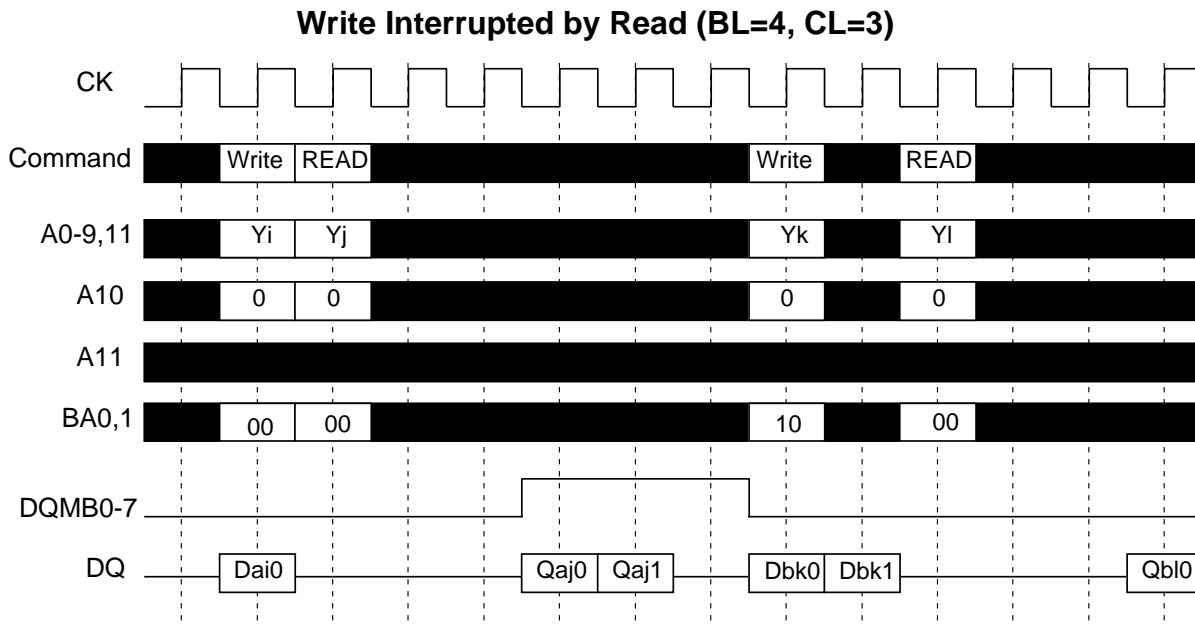 Write Interrupted by Read (BL=4, CL=3)
CK
Command Write READ Write READ
A0-9,11 Yi Yj Yk Yl
A10 0 0 0 0
A11
BA0,1 00 00 10 00
DQMB0-7
DQ Dai0 Qaj0 Qaj1 Dbk0 Dbk1 Qbl0